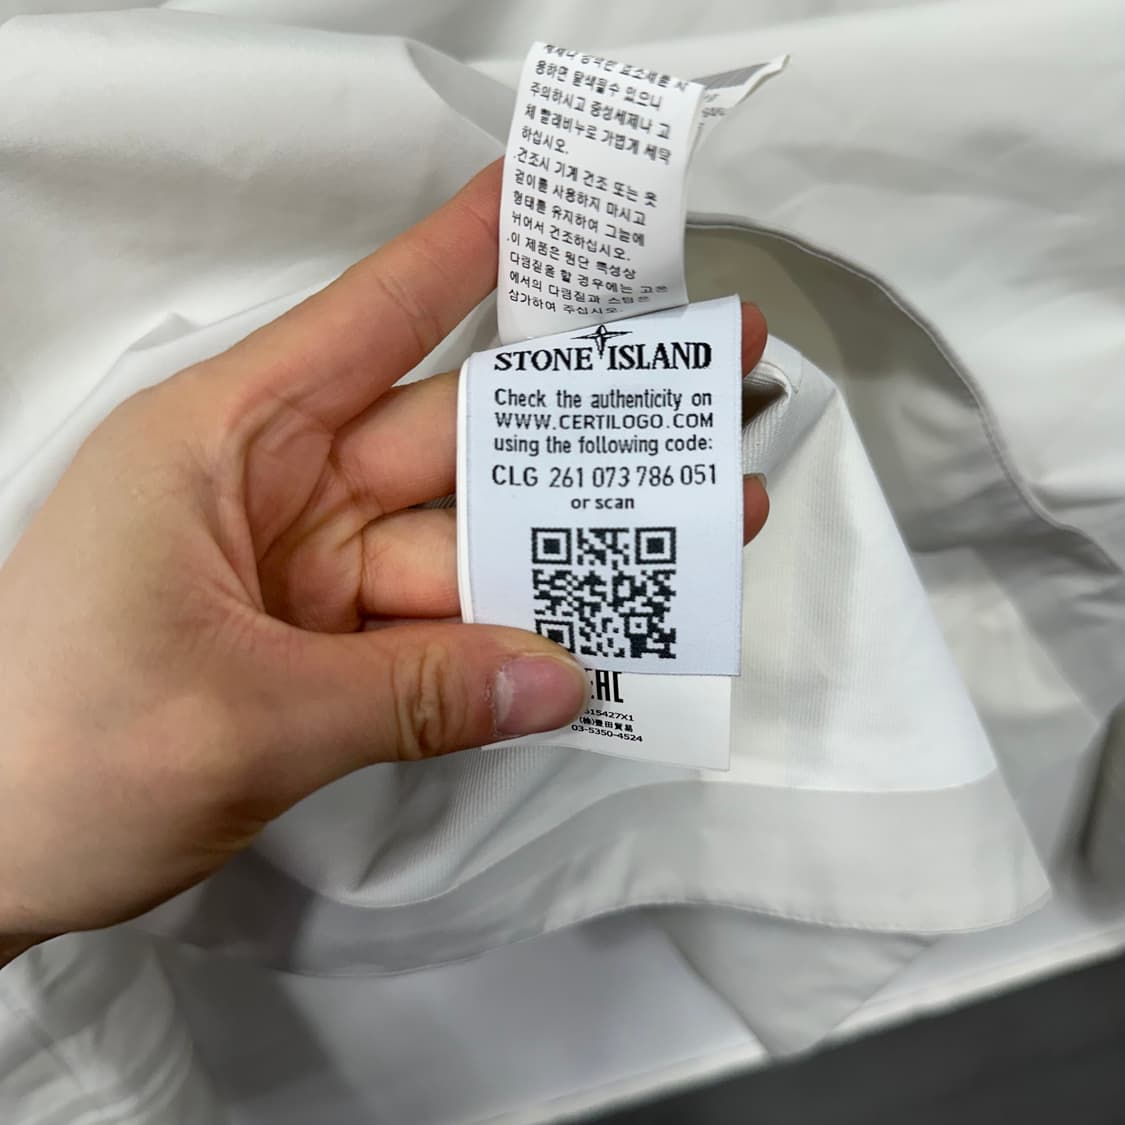 용하면 탈색될수 있으니
주의하시고 중성세제나 고
체 빨래비누로 가볍게 세탁
하십시오.
.건조시 기계 건조 또는 옷
걸이를 사용하지 마시고
형태를 유지하여 그늘에
뉘어서 건조하십시오.
.이 제품은 원단 특성상
다림질을 할 경우에는 고온
에서의 다림질과 스팀은
삼가하여 주십시오.
STONE ISLAND
Check the authenticity on
WWW.CERTILOGO.COM
using the following code:
CLG 261 073 786 051
or scan
EAC
515427X1
(株)豊田貿易
03-5350-4524